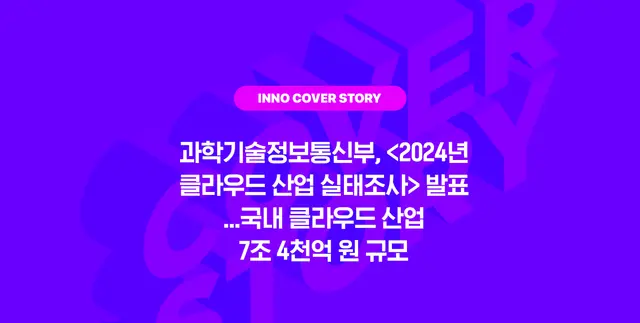 INNO COVER STORY
과학기술정보통신부, <2024년
클라우드 산업 실태조사> 발표
...국내 클라우드 산업
7조 4천억 원 규모
COVER
STORY